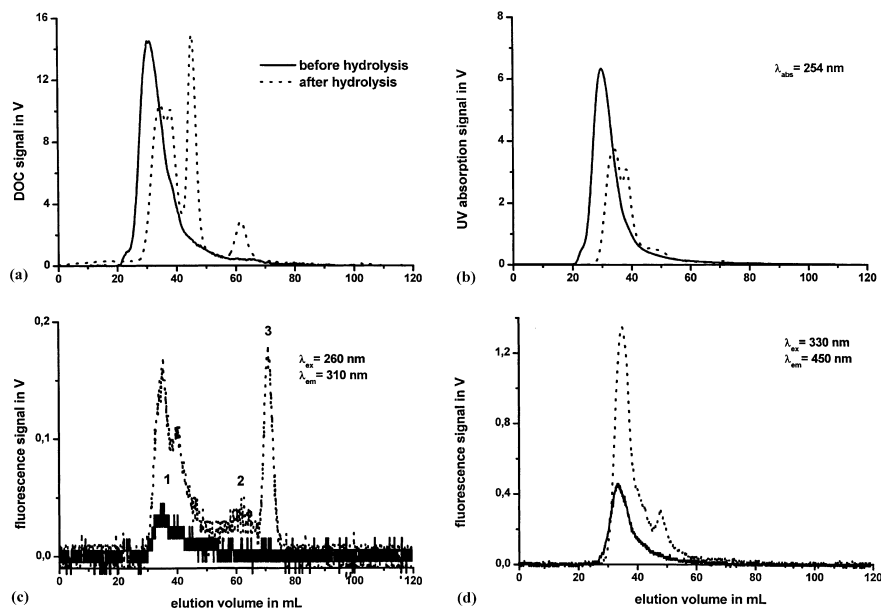 16
12
8
4
0
DOC signal in V
before hydrolysis
after hydrolysis
(a)
0 20 40 60 80 100 120
8
6
4
2
0
UV absorption signal in V
λabs= 254 nm
(b)
0 20 40 60 80 100 120
0,2
0,1
0,0
fluorescence signal in V
3
λex= 260 nm
λem= 310 nm
1
2
(c)
0 20 40 60 80 100 120
elution volume in mL
1,2
0,8
0,4
0,0
fluorescence signal in V
λex= 330 nm
λem= 450 nm
(d)
0 20 40 60 80 100 120
elution volume in mL